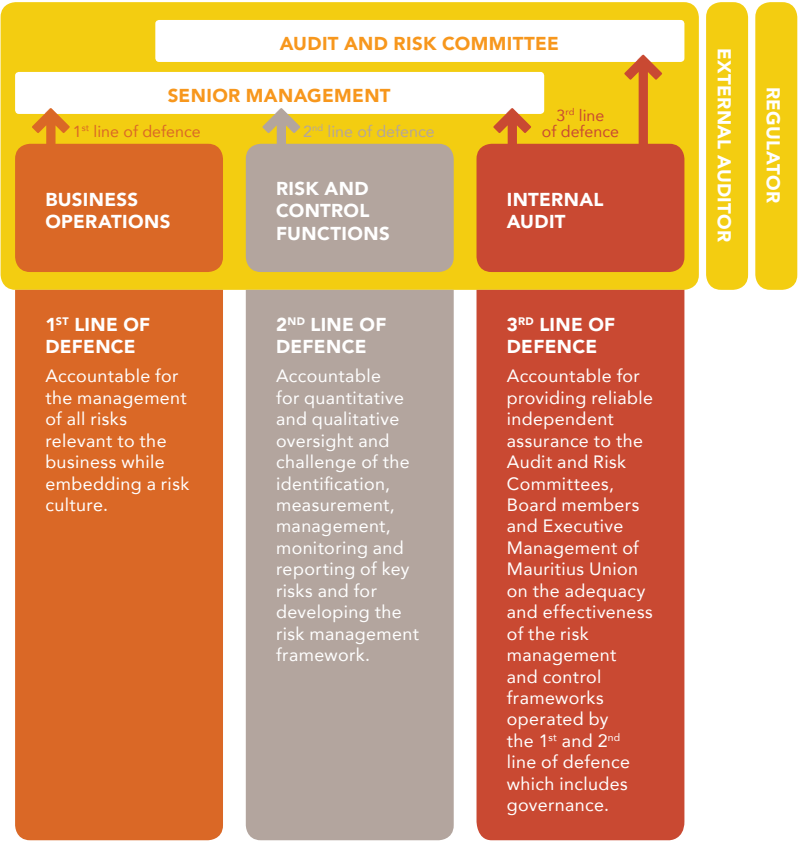 AUDIT AND RISK COMMITTEE
SENIOR MANAGEMENT
1st line of defence
2nd line of defence
3rd line
of defence
BUSINESS
OPERATIONS
RISK AND
CONTROL
FUNCTIONS
INTERNAL
AUDIT
EXTERNAL AUDITOR
REGULATOR
1ST LINE OF
DEFENCE
Accountable for
the management
of all risks
relevant to the
business while
embedding a risk
culture.
2ND LINE OF
DEFENCE
Accountable
for quantitative
and qualitative
oversight and
challenge of the
identification,
measurement,
management,
monitoring and
reporting of key
risks and for
developing the
risk management
framework.
3RD LINE OF
DEFENCE
Accountable for
providing reliable
independent
assurance to the
Audit and Risk
Committees,
Board members
and Executive
Management of
Mauritius Union
on the adequacy
and effectiveness
of the risk
management
and control
frameworks
operated by
the 1st and 2nd
line of defence
which includes
governance.